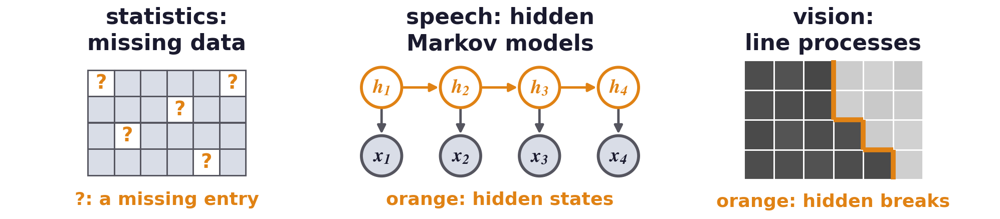 statistics:
missing data
? ?
?
?
?
?: a missing entry
speech: hidden
Markov models
h1 h2 h3 h4
x1 x2 x3 x4
orange: hidden states
vision:
line processes
orange: hidden breaks